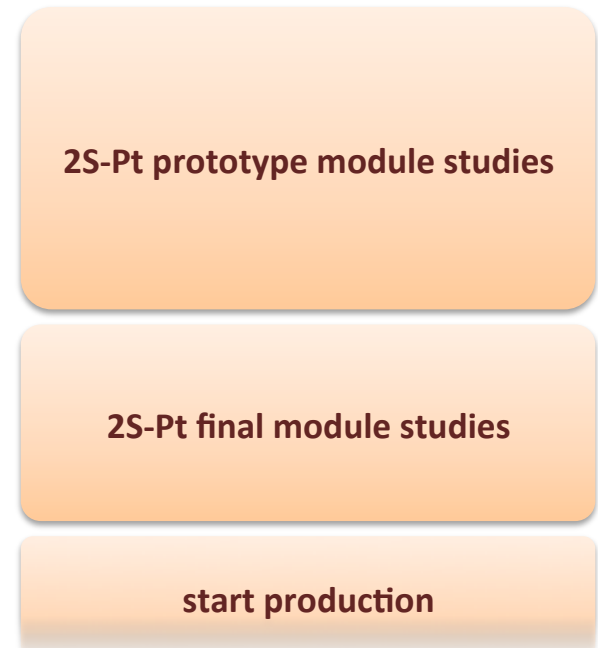 2S-Pt prototype module studies
2S-Pt final module studies
start production